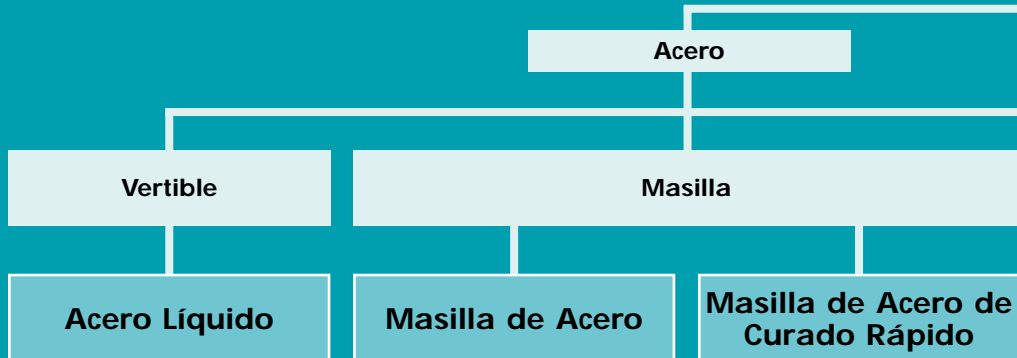 Acero
Vertible
Masilla
Acero Líquido
Masilla de Acero
Masilla de Acero de
Curado Rápido